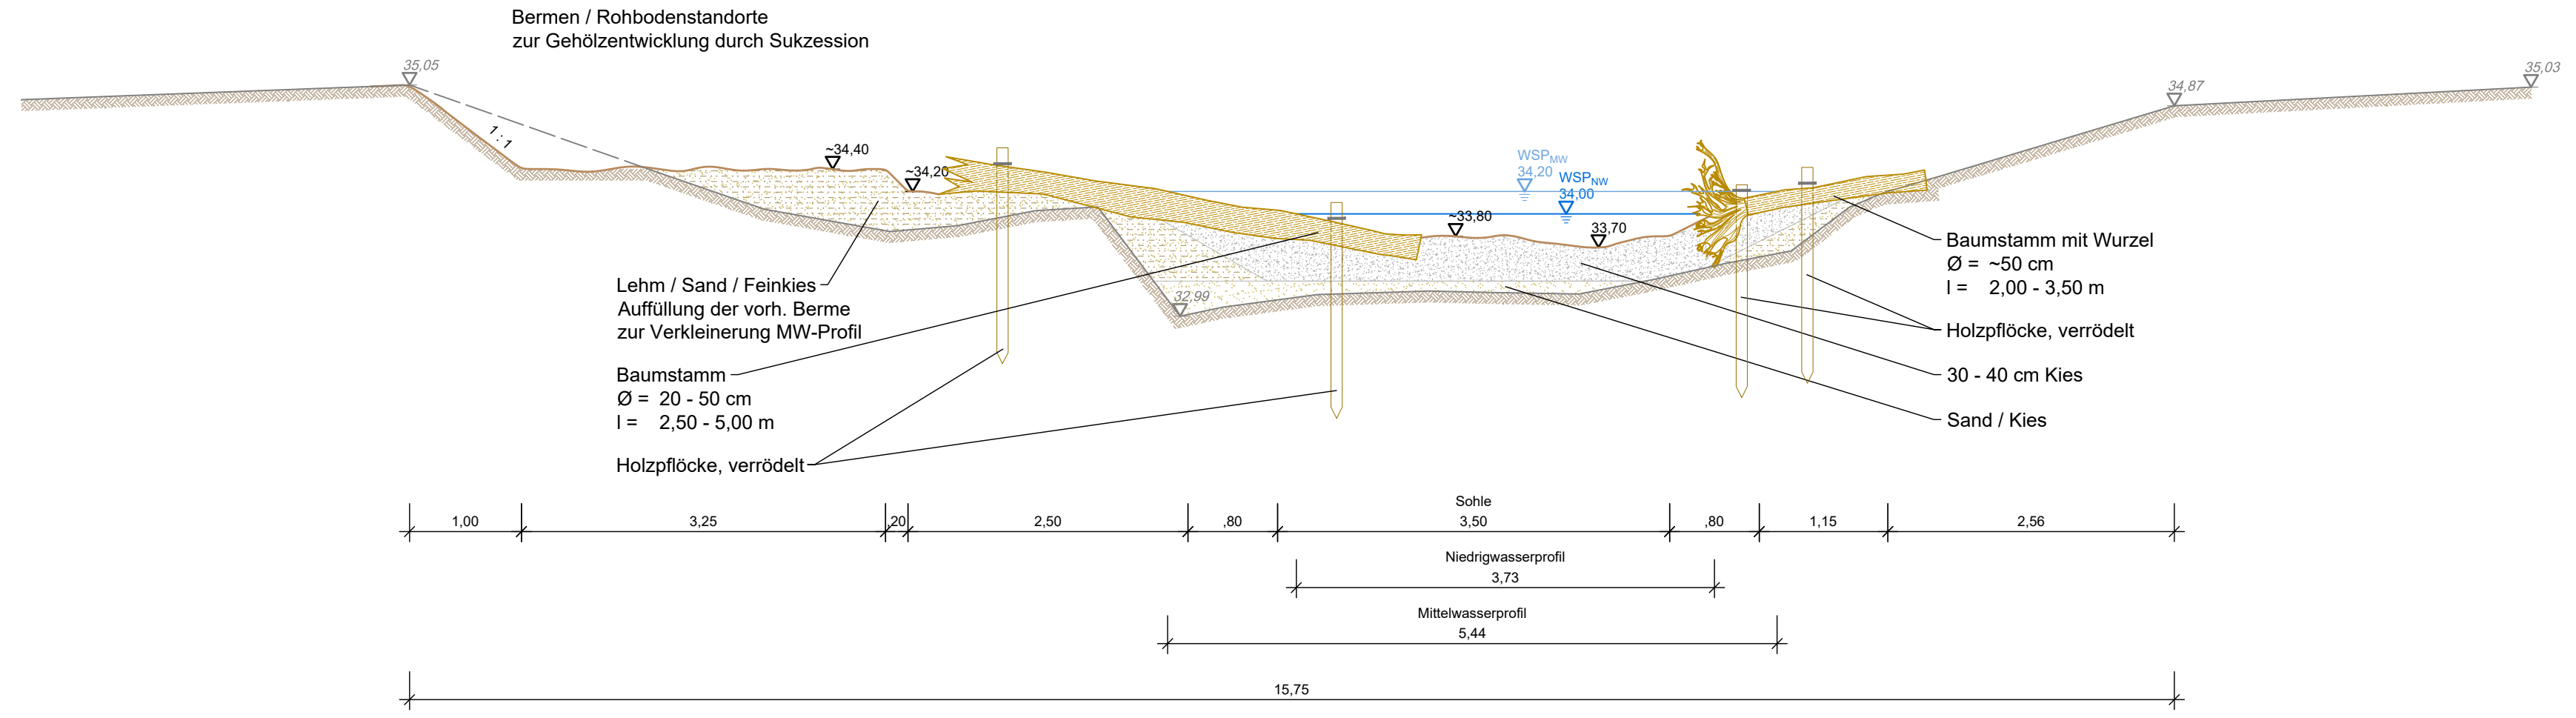 Bermen / Rohbodenstandorte
zur Gehölzentwicklung durch Sukzession
35,05
1 : 1
~34,40
~34,20
WSPMW
34,20
WSPNW
34,00
~33,80
33,70
32,99
34,87
35,03
Lehm / Sand / Feinkies
Auffüllung der vorh. Berme
zur Verkleinerung MW-Profil
Baumstamm
Ø = 20 - 50 cm
l = 2,50 - 5,00 m
Holzpflöcke, verrödelt
Baumstamm mit Wurzel
Ø = ~50 cm
l = 2,00 - 3,50 m
Holzpflöcke, verrödelt
30 - 40 cm Kies
Sand / Kies
Sohle
1,00 3,25 ,20 2,50 ,80 3,50 ,80 1,15 2,56
Niedrigwasserprofil
3,73
Mittelwasserprofil
5,44
15,75